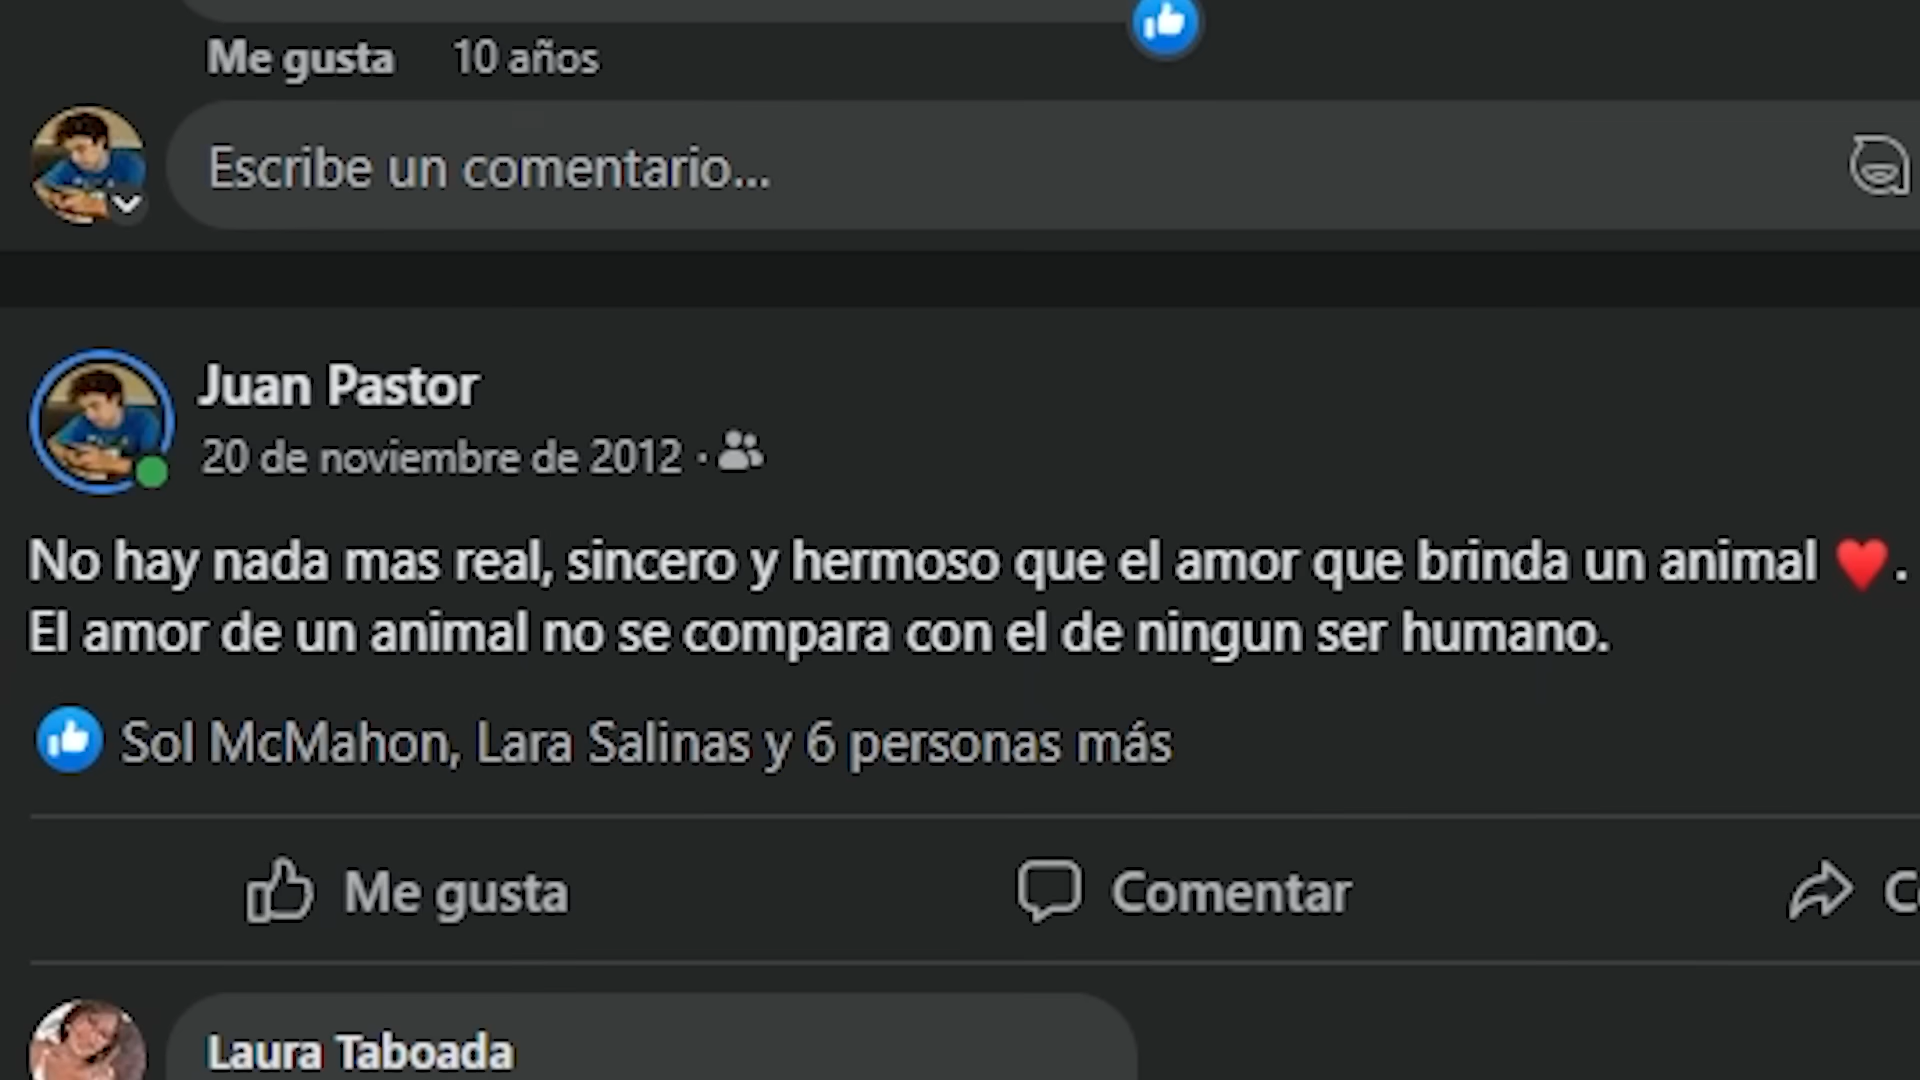 Me gusta 10 años
Escribe un comentario...
Juan Pastor
20 de noviembre de 2012 ·
No hay nada mas real, sincero y hermoso que el amor que brinda un animal ♥.
El amor de un animal no se compara con el de ningun ser humano.
Sol McMahon, Lara Salinas y 6 personas más
Me gusta Comentar
Laura Taboada